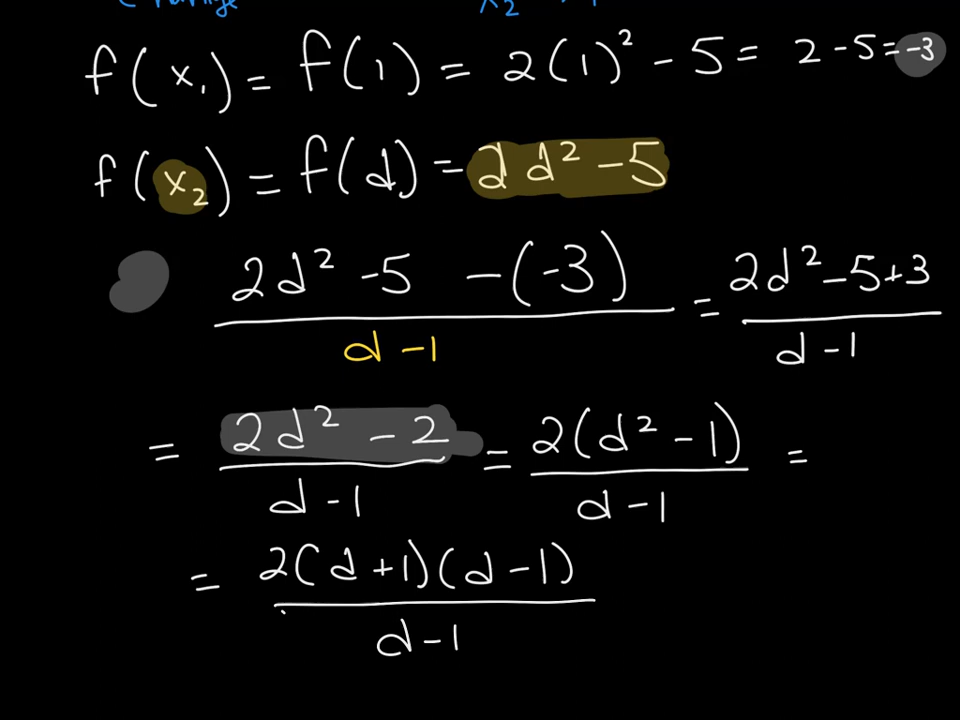 f(x₁) = f(1) = 2(1)² - 5 = 2 - 5 = -3
f(x₂) = f(d) = 2d² - 5
2d² - 5 - (-3) / d - 1 = 2d² - 5 + 3 / d - 1
= 2d² - 2 / d - 1 = 2(d² - 1) / d - 1 =
= 2(d + 1)(d - 1) / d - 1